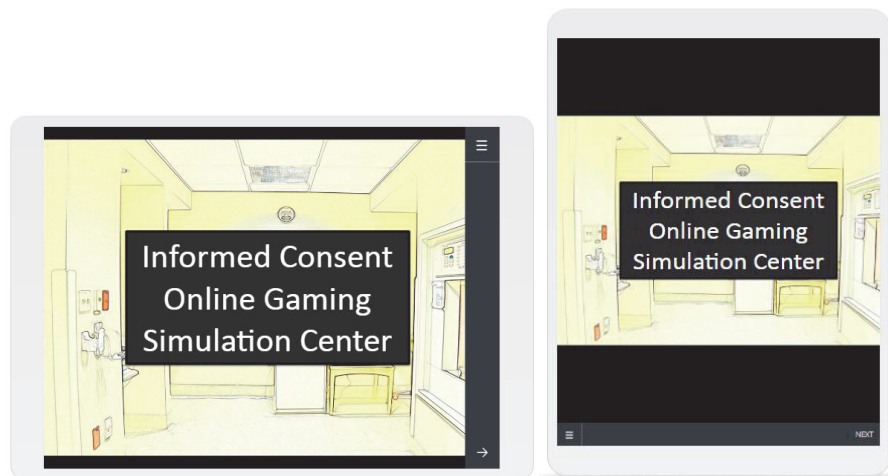 Informed Consent
Online Gaming
Simulation Center
Informed Consent
Online Gaming
Simulation Center
NEXT